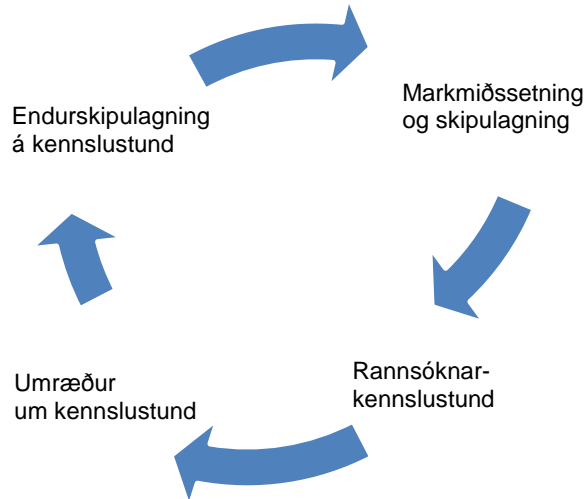 Endurskipulagning
á kennslustund
Markmiðssetning
og skipulagning
Rannsóknar-
kennslustund
Umræður
um kennslustund